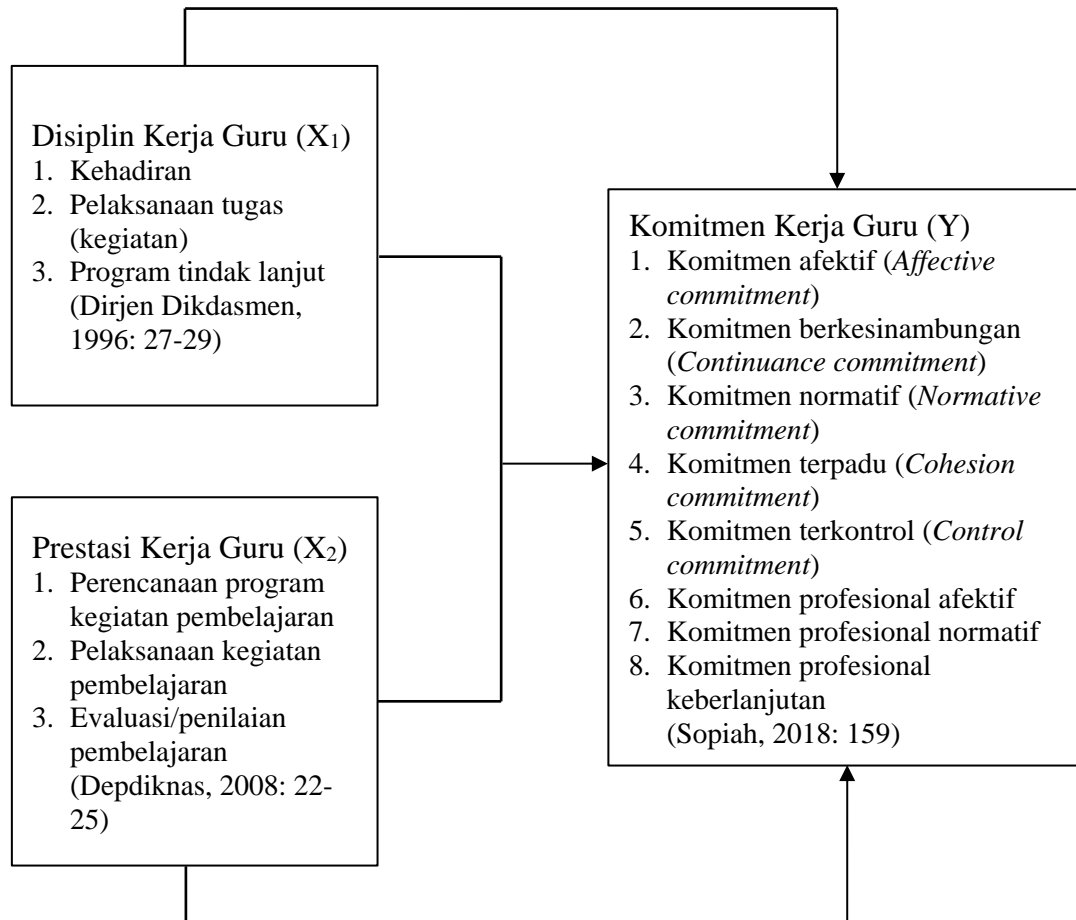 Disiplin Kerja Guru (X₁)
1. Kehadiran
2. Pelaksanaan tugas
(kegiatan)
3. Program tindak lanjut
(Dirjen Dikdasmen,
1996: 27-29)
Prestasi Kerja Guru (X₂)
1. Perencanaan program
kegiatan pembelajaran
2. Pelaksanaan kegiatan
pembelajaran
3. Evaluasi/penilaian
pembelajaran
(Depdiknas, 2008: 22-
25)
Komitmen Kerja Guru (Y)
1. Komitmen afektif (Affective
commitment)
2. Komitmen berkesinambungan
(Continuance commitment)
3. Komitmen normatif (Normative
commitment)
4. Komitmen terpadu (Cohesion
commitment)
5. Komitmen terkontrol (Control
commitment)
6. Komitmen profesional afektif
7. Komitmen profesional normatif
8. Komitmen profesional
keberlanjutan
(Sopiah, 2018: 159)